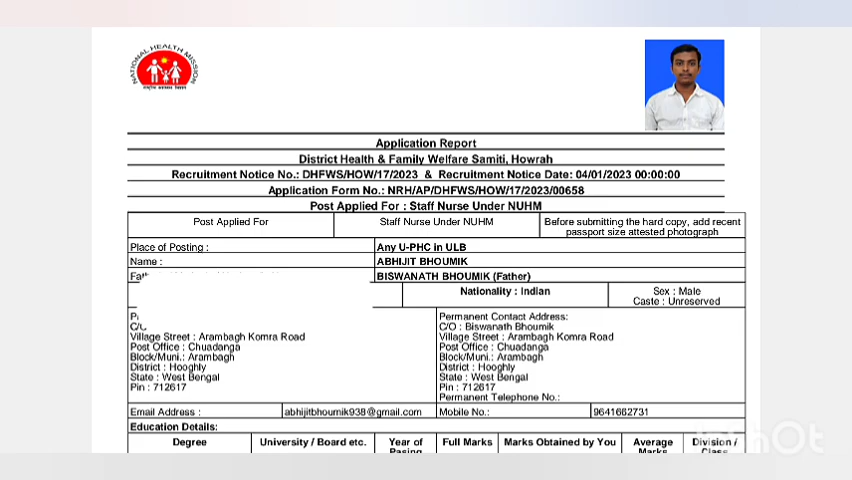 NATIONAL HEALTH MISSION
Application Report
District Health & Family Welfare Samiti, Howrah
Recruitment Notice No.: DHFWS/HOW/17/2023 & Recruitment Notice Date: 04/01/2023 00:00:00
Application Form No.: NRH/AP/DHFWS/HOW/17/2023/00658
Post Applied For : Staff Nurse Under NUHM
Post Applied For Staff Nurse Under NUHM Before submitting the hard copy, add recent
passport size attested photograph
Place of Posting : Any U-PHC in ULB
Name : ABHIJIT BHOUMIK
BISWANATH BHOUMIK (Father)
Nationality : Indian Sex : Male
Caste : Unreserved
Permanent Contact Address:
C/O : Biswanath Bhoumik
Village Street : Arambagh Komra Road Village Street : Arambagh Komra Road
Post Office : Chuadanga Post Office : Chuadanga
Block/Muni.: Arambagh Block/Muni.: Arambagh
District : Hooghly District : Hooghly
State : West Bengal State : West Bengal
Pin : 712617 Pin : 712617
Permanent Telephone No.:
Email Address : abhijitbhoumik938@gmail.com Mobile No.: 9641662731
Education Details:
Degree University / Board etc. Year of Full Marks Marks Obtained by You Average Division /